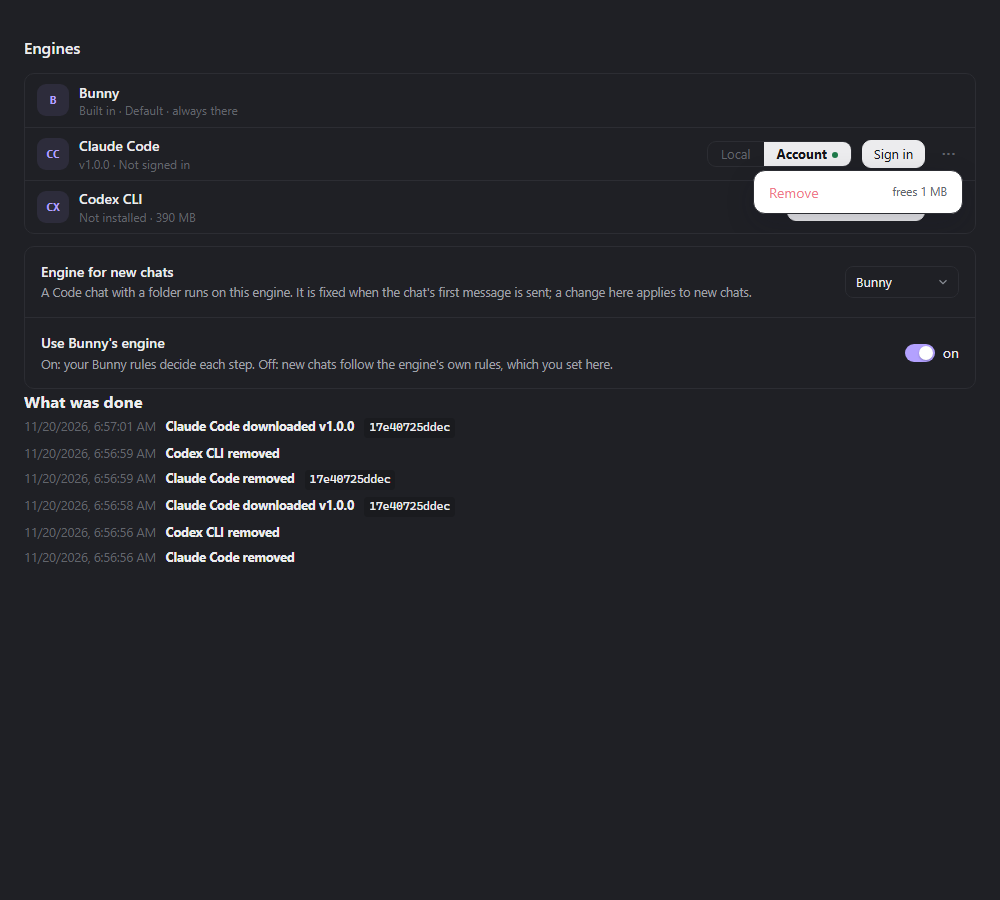 Engines
B
Bunny
Built in · Default · always there
CC
Claude Code
v1.0.0 · Not signed in
Local
Account
Sign in
···
Remove
frees 1 MB
CX
Codex CLI
Not installed · 390 MB
Engine for new chats
A Code chat with a folder runs on this engine. It is fixed when the chat's first message is sent; a change here applies to new chats.
Bunny
Use Bunny's engine
On: your Bunny rules decide each step. Off: new chats follow the engine's own rules, which you set here.
on
What was done
11/20/2026, 6:57:01 AM Claude Code downloaded v1.0.0 17e40725ddec
11/20/2026, 6:56:59 AM Codex CLI removed
11/20/2026, 6:56:59 AM Claude Code removed 17e40725ddec
11/20/2026, 6:56:58 AM Claude Code downloaded v1.0.0 17e40725ddec
11/20/2026, 6:56:56 AM Codex CLI removed
11/20/2026, 6:56:56 AM Claude Code removed